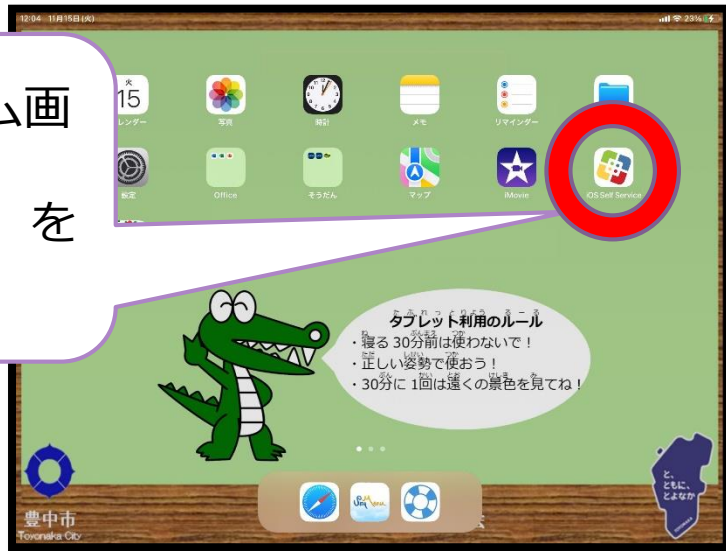 12:04 11月15日(火)
23%
ム画
を
火
15
レンダー
写真
時計
メモ
リマインダー
設定
Office
そうだん
マップ
iMovie
iOS Self Service
タブレット利用のルール
・寝る 30分前は使わないで！
・正しい姿勢で使おう！
・30分に 1回は遠くの景色を見てね！
豊中市
Toyonaka City
と、
ともに、
とよなか